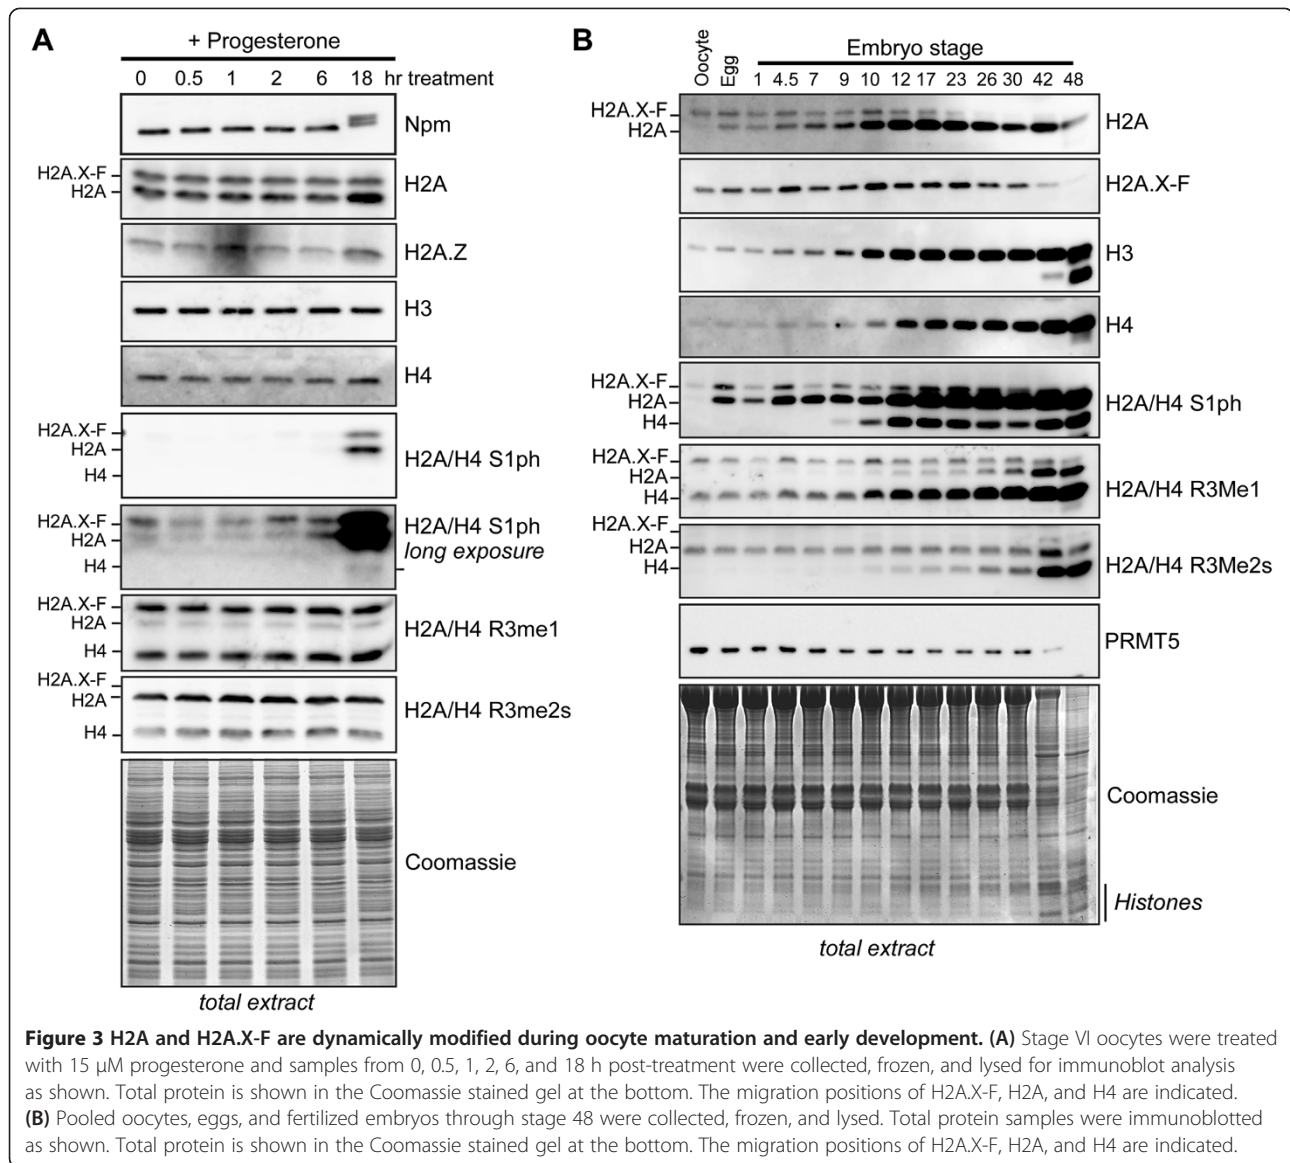 A
+ Progesterone
0 0.5 1 2 6 18 hr treatment
Npm
H2A.X-F
H2A
H2A
H2A.Z
H3
H4
H2A.X-F
H2A
H4
H2A/H4 S1ph
H2A.X-F
H2A
H4
H2A/H4 S1ph
long exposure
H2A.X-F
H2A
H4
H2A/H4 R3me1
H2A.X-F
H2A
H4
H2A/H4 R3me2s
Coomassie
total extract
B
Oocyte
Egg
Embryo stage
1 4.5 7 9 10 12 17 23 26 30 42 48
H2A.X-F
H2A
H2A
H2A.X-F
H3
H4
H2A.X-F
H2A
H4
H2A/H4 S1ph
H2A.X-F
H2A
H4
H2A/H4 R3Me1
H2A.X-F
H2A
H4
H2A/H4 R3Me2s
PRMT5
Coomassie
Histones
total extract
Figure 3 H2A and H2A.X-F are dynamically modified during oocyte maturation and early development. (A) Stage VI oocytes were treated
with 15 μM progesterone and samples from 0, 0.5, 1, 2, 6, and 18 h post-treatment were collected, frozen, and lysed for immunoblot analysis
as shown. Total protein is shown in the Coomassie stained gel at the bottom. The migration positions of H2A.X-F, H2A, and H4 are indicated.
(B) Pooled oocytes, eggs, and fertilized embryos through stage 48 were collected, frozen, and lysed. Total protein samples were immunoblotted
as shown. Total protein is shown in the Coomassie stained gel at the bottom. The migration positions of H2A.X-F, H2A, and H4 are indicated.